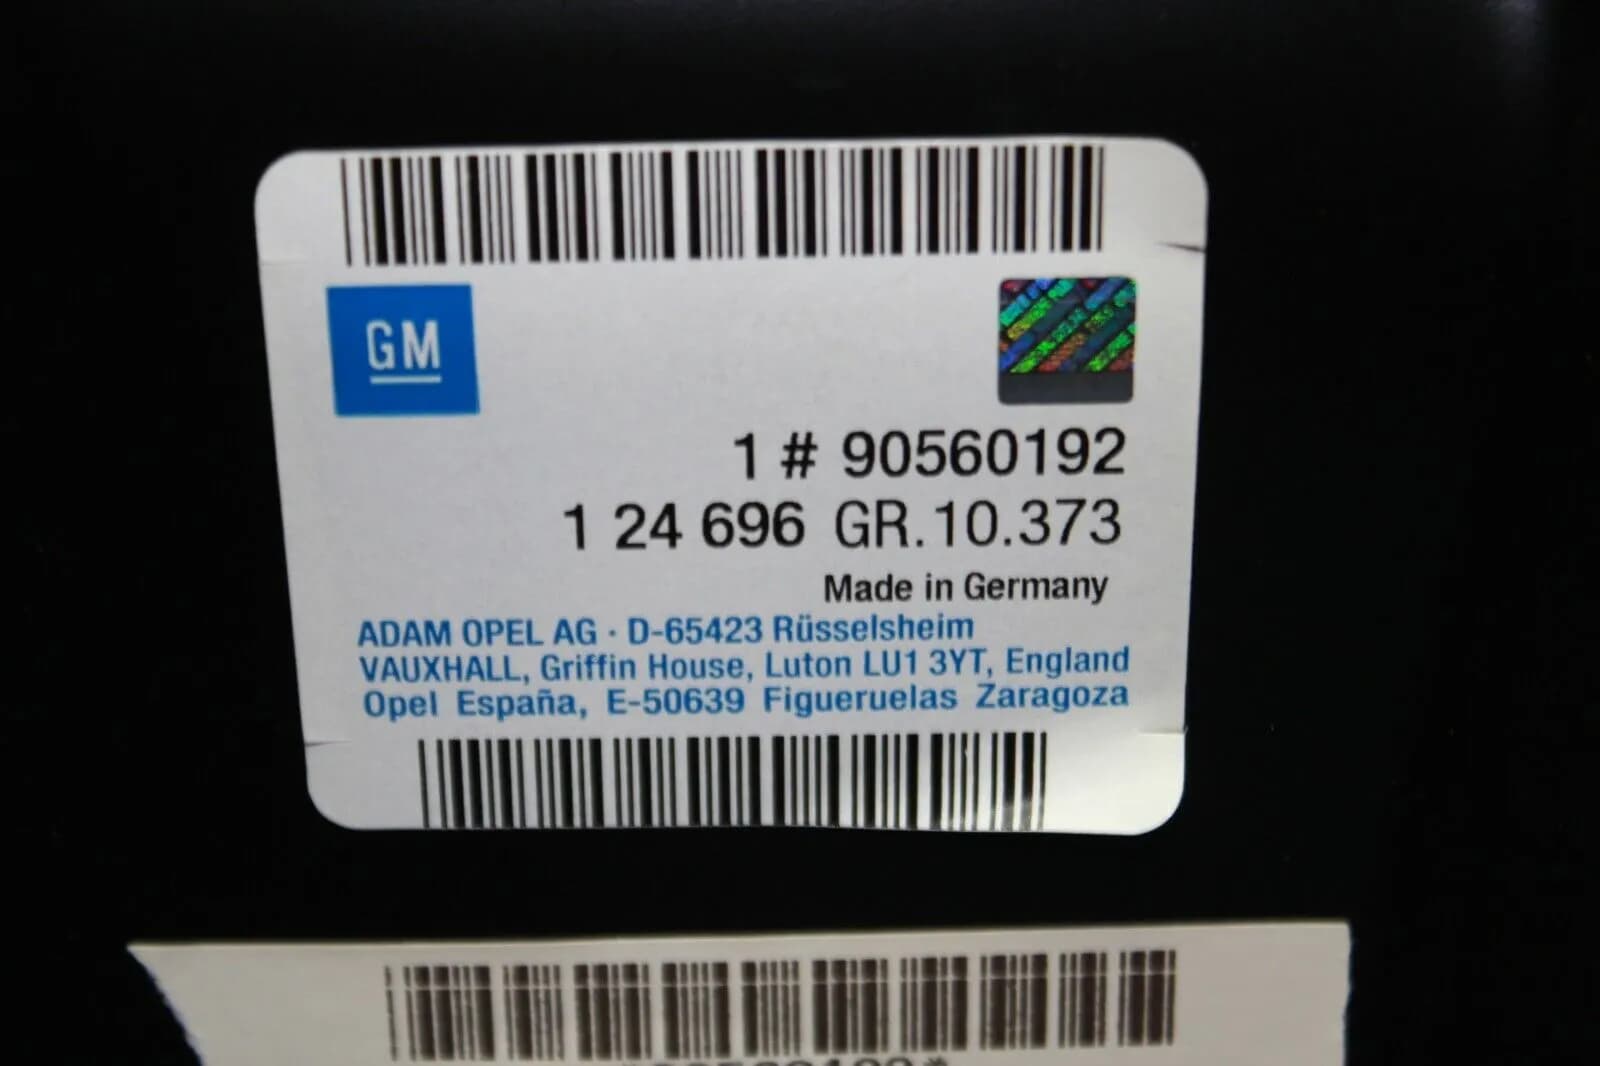 GM
1 # 90560192
1 24 696 GR.10.373
Made in Germany
ADAM OPEL AG · D-65423 Rüsselsheim
VAUXHALL, Griffin House, Luton LU1 3YT, England
Opel España, E-50639 Figueruelas Zaragoza